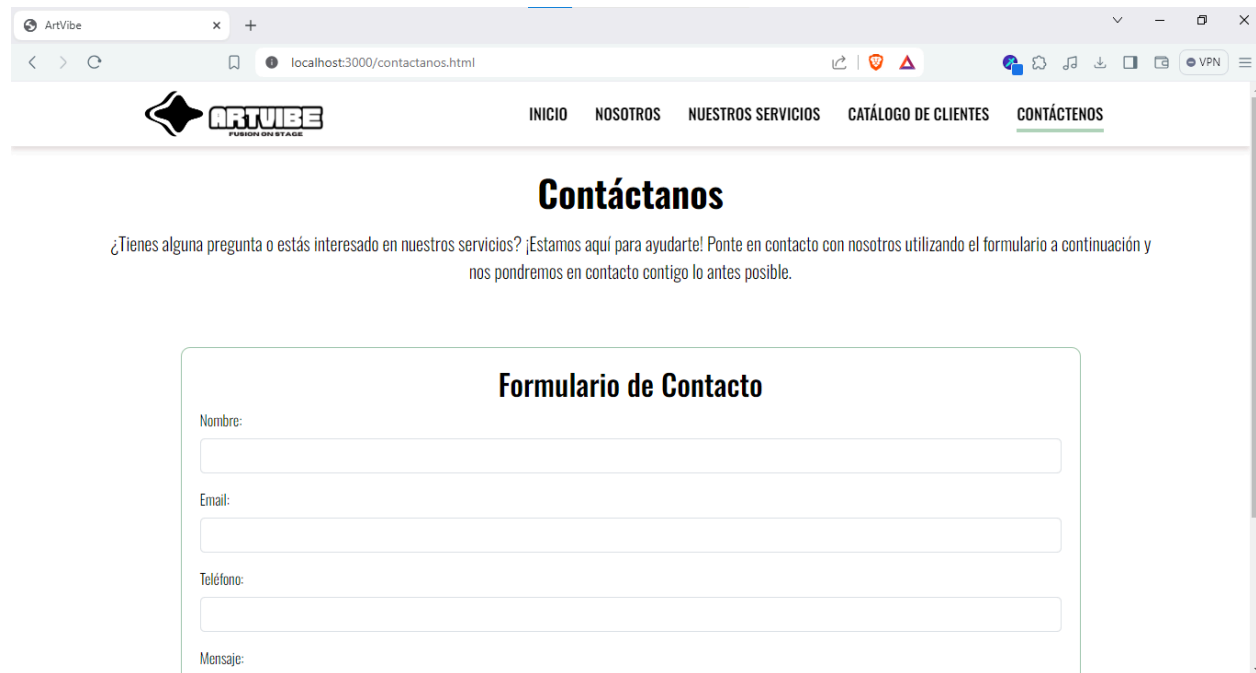 ArtVibe
localhost:3000/contactanos.html
VPN
ARTVIBE
FUSION ON STAGE
INICIO NOSOTROS NUESTROS SERVICIOS CATÁLOGO DE CLIENTES CONTÁCTENOS
Contáctanos
¿Tienes alguna pregunta o estás interesado en nuestros servicios? ¡Estamos aquí para ayudarte! Ponte en contacto con nosotros utilizando el formulario a continuación y
nos pondremos en contacto contigo lo antes posible.
Formulario de Contacto
Nombre:
Email:
Teléfono:
Mensaje: